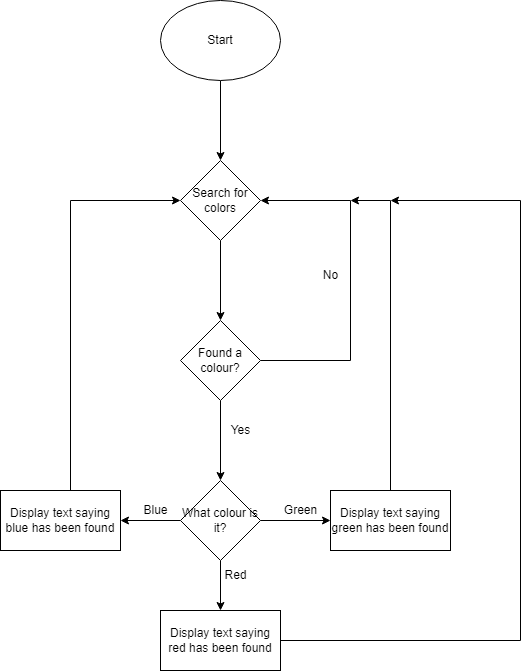 Start
Search for
colors
No
Found a
colour?
Yes
Display text saying
blue has been found
Blue
What colour is
it?
Green
Display text saying
green has been found
Red
Display text saying
red has been found